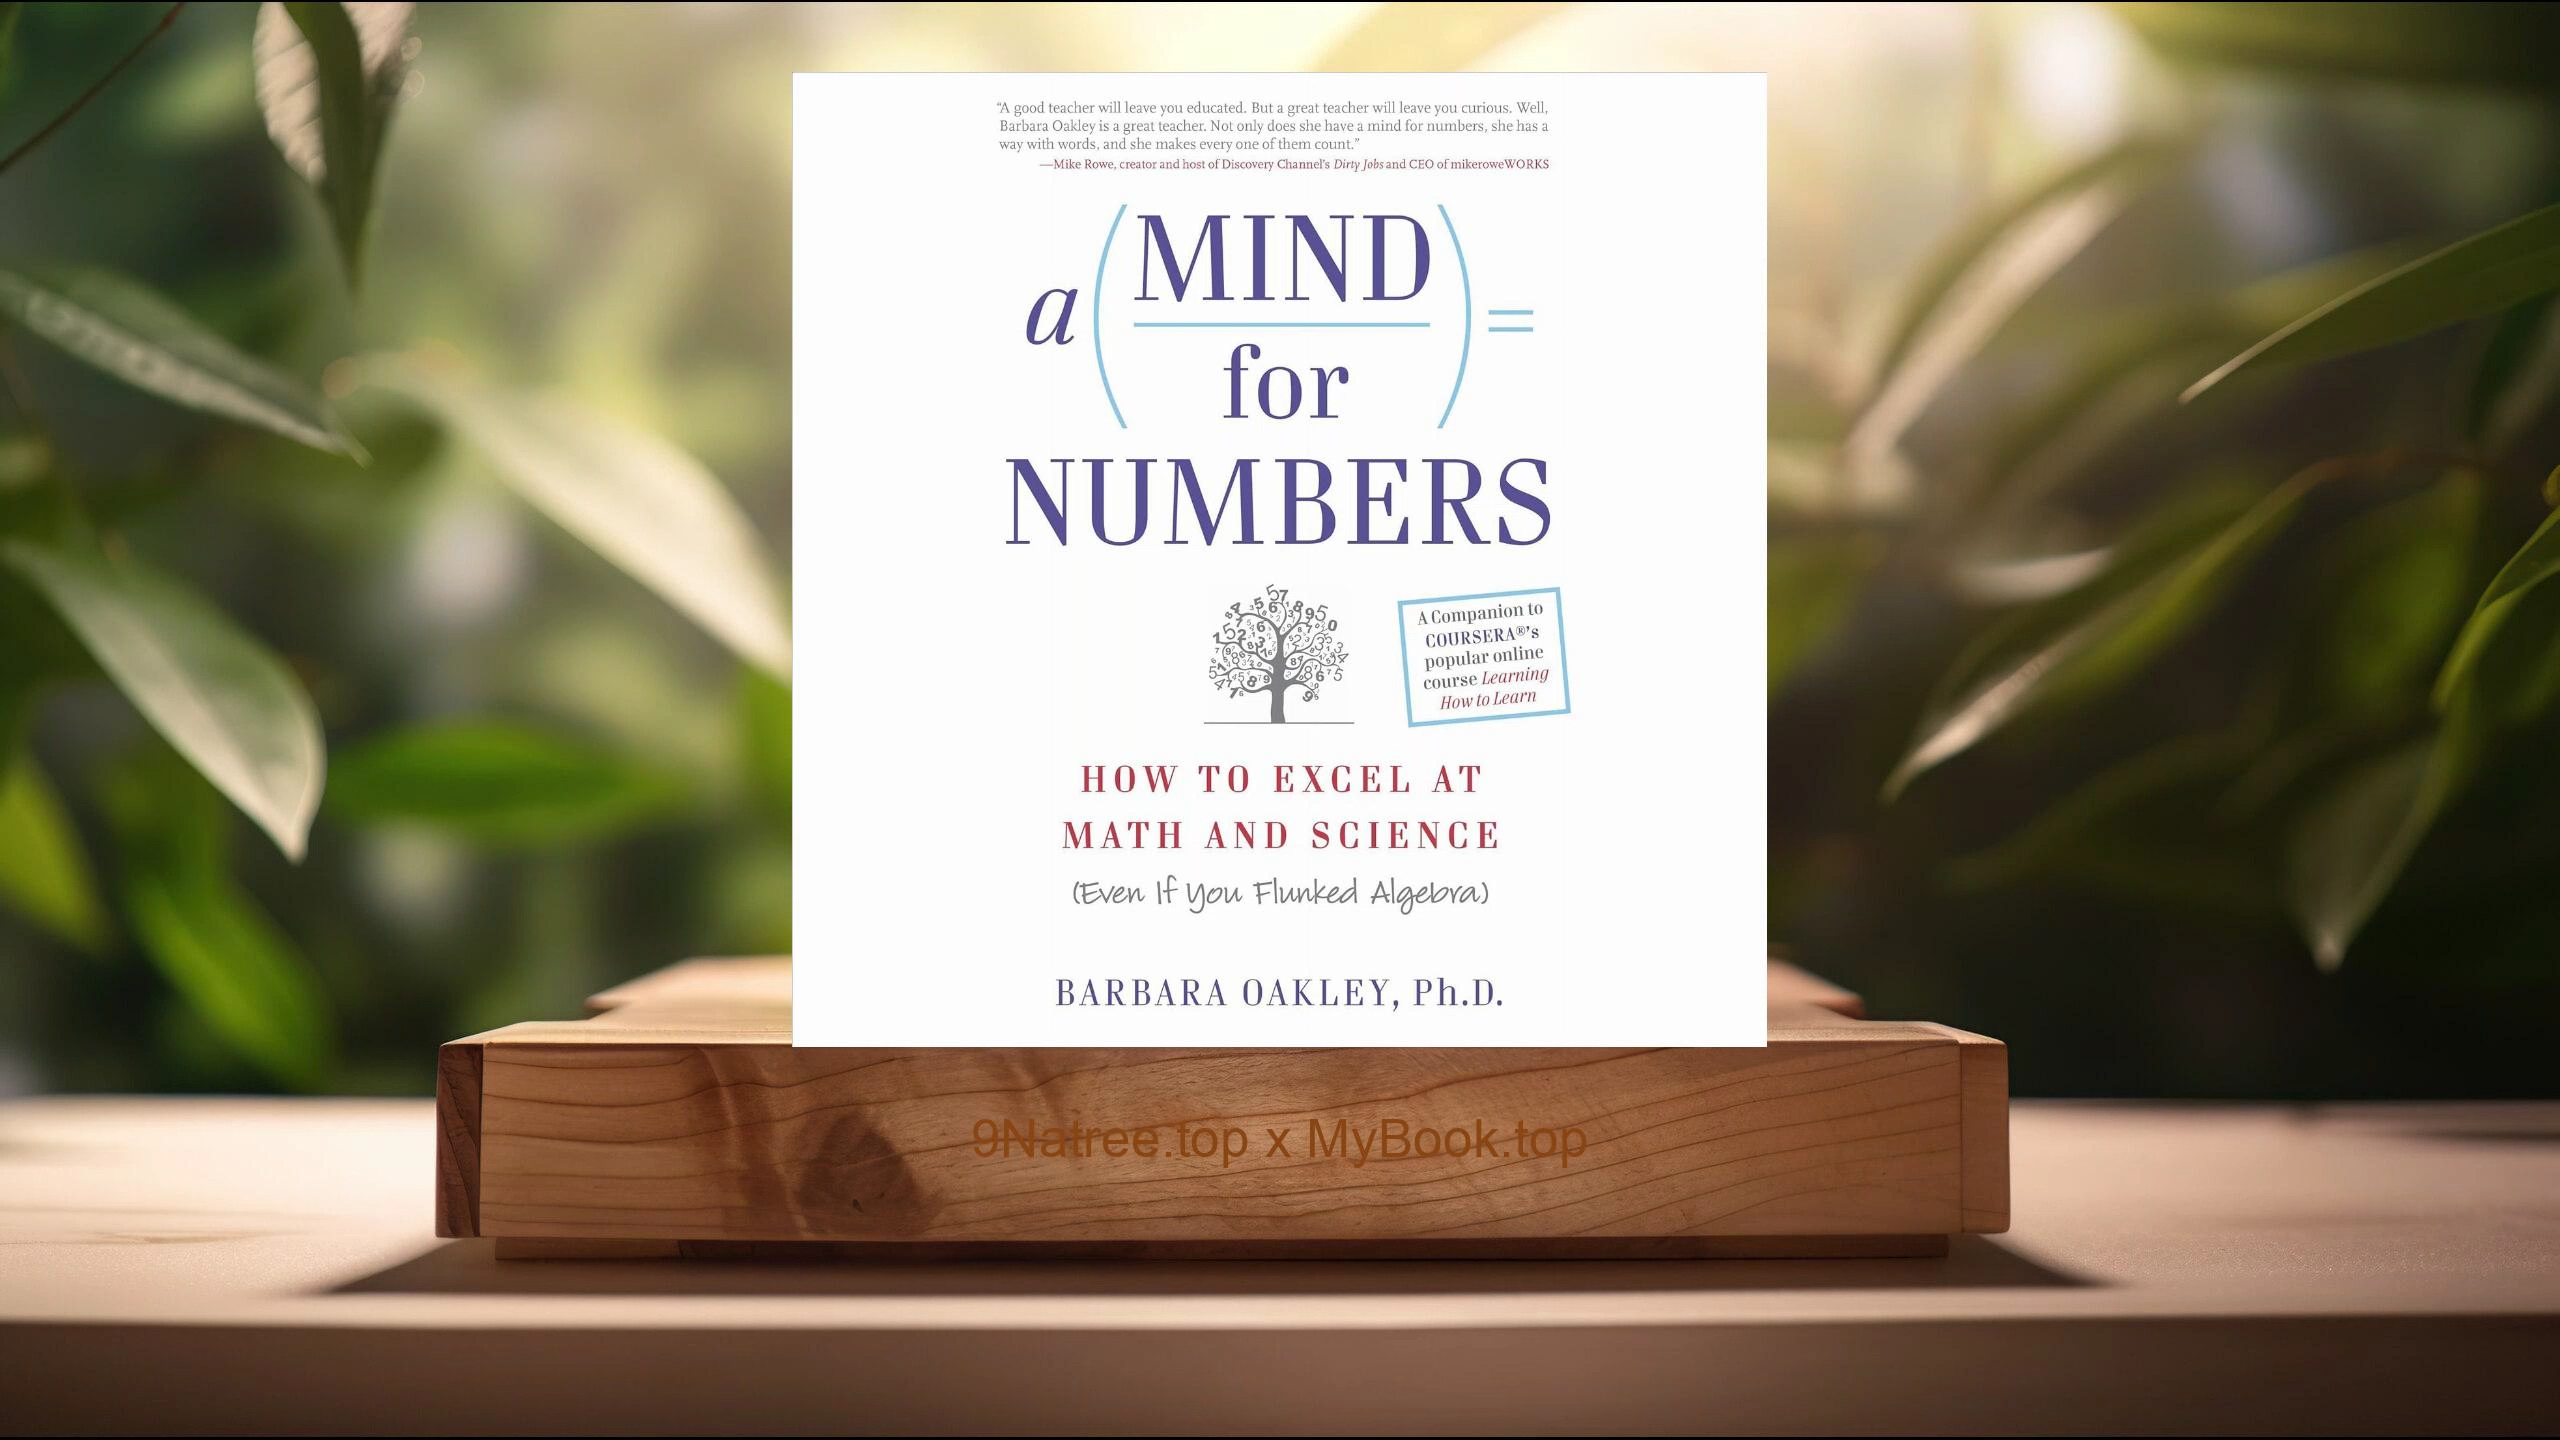 “A good teacher will leave you educated. But a great teacher will leave you curious. Well,
Barbara Oakley is a great teacher. Not only does she have a mind for numbers, she has a
way with words, and she makes every one of them count.”
—Mike Rowe, creator and host of Discovery Channel’s Dirty Jobs and CEO of mikeroweWORKS
a (MIND
for) =
NUMBERS
A Companion to
COURSERA®’s
popular online
course Learning
How to Learn
HOW TO EXCEL AT
MATH AND SCIENCE
(Even If You Flunked Algebra)
BARBARA OAKLEY, Ph.D.
9Natree.top x MyBook.top